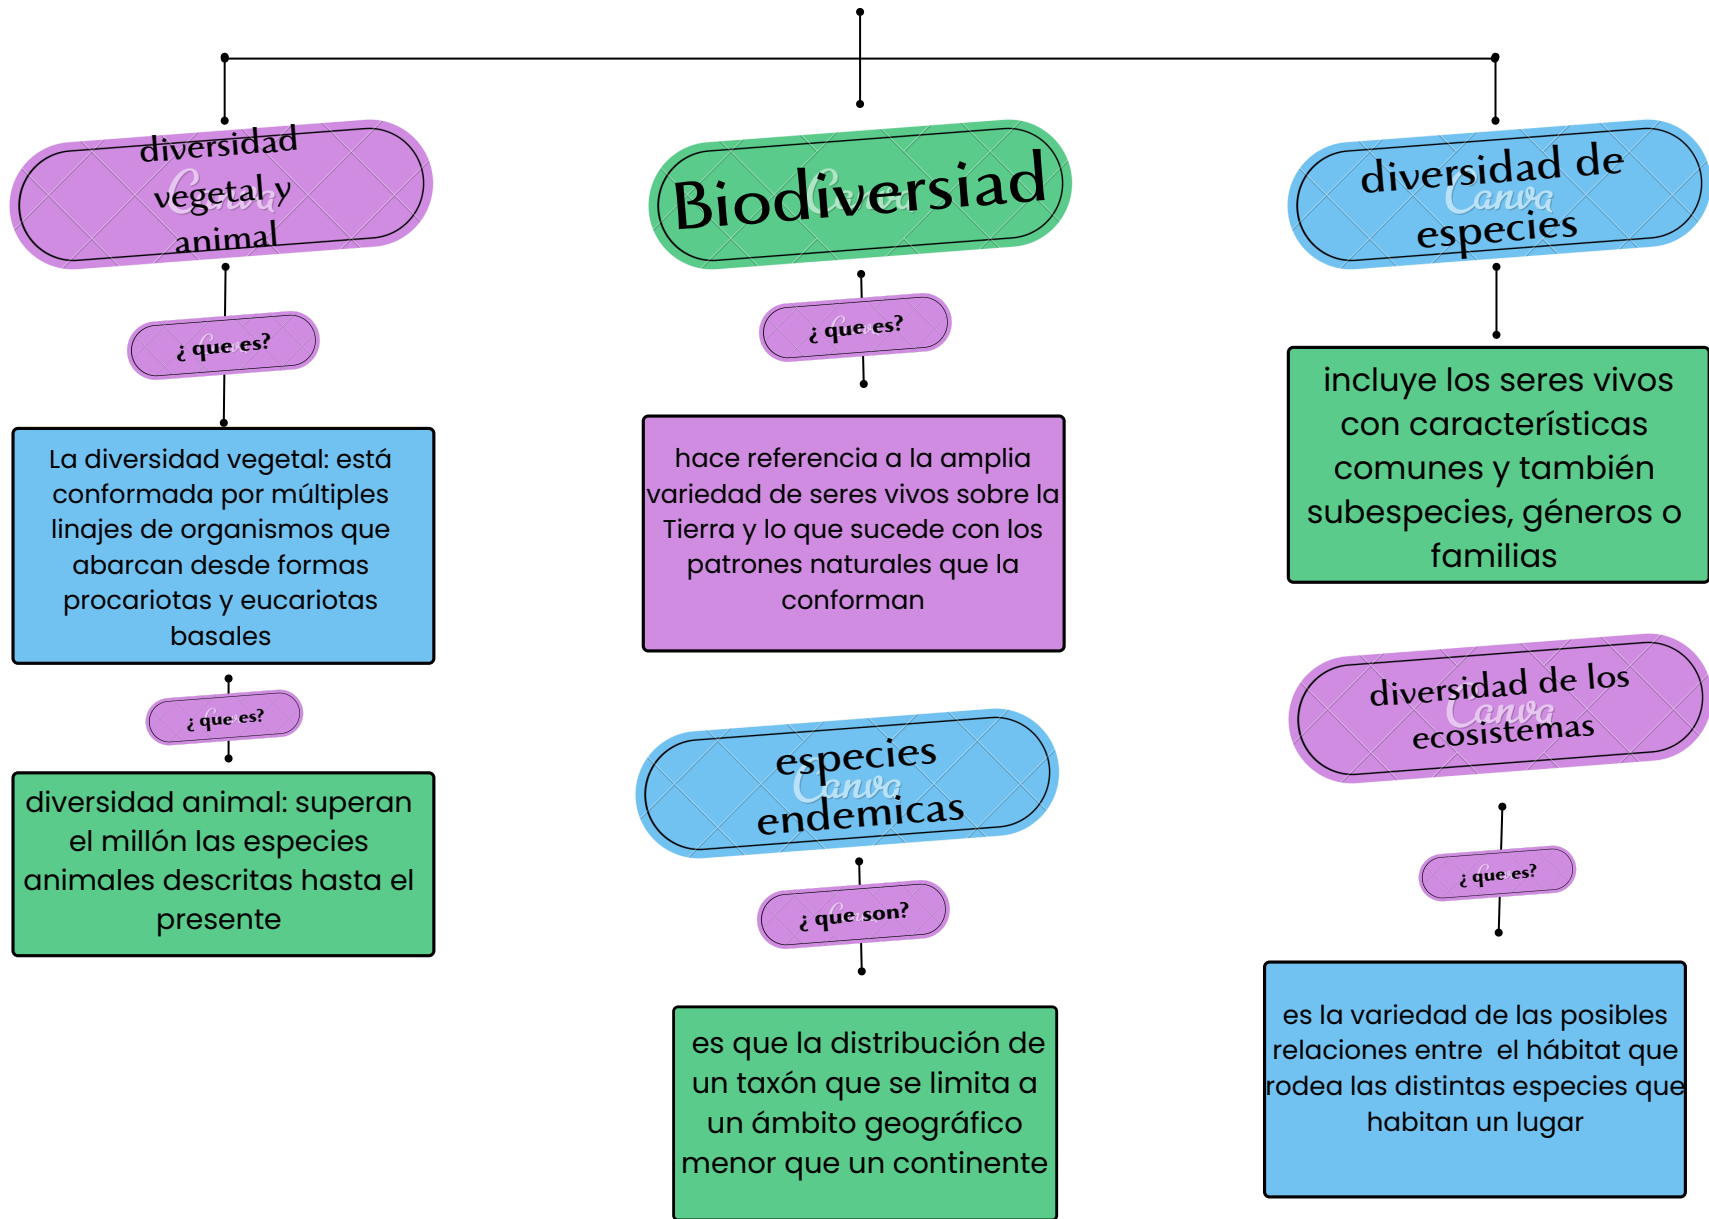 diversidad
vegetal y
animal
Canva
¿ que es?
La diversidad vegetal: está
conformada por múltiples
linajes de organismos que
abarcan desde formas
procariotas y eucariotas
basales
¿ que es?
diversidad animal: superan
el millón las especies
animales descritas hasta el
presente
Biodiversiad
Canva
¿ que es?
hace referencia a la amplia
variedad de seres vivos sobre la
Tierra y lo que sucede con los
patrones naturales que la
conforman
especies
endemicas
Canva
¿ que son?
es que la distribución de
un taxón que se limita a
un ámbito geográfico
menor que un continente
diversidad de
especies
Canva
incluye los seres vivos
con características
comunes y también
subespecies, géneros o
familias
diversidad de los
ecosistemas
Canva
¿ que es?
es la variedad de las posibles
relaciones entre el hábitat que
rodea las distintas especies que
habitan un lugar